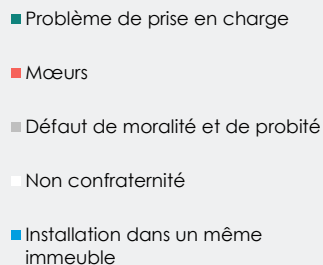 Problème de prise en charge
Mœurs
Défaut de moralité et de probité
Non confraternité
Installation dans un même
immeuble